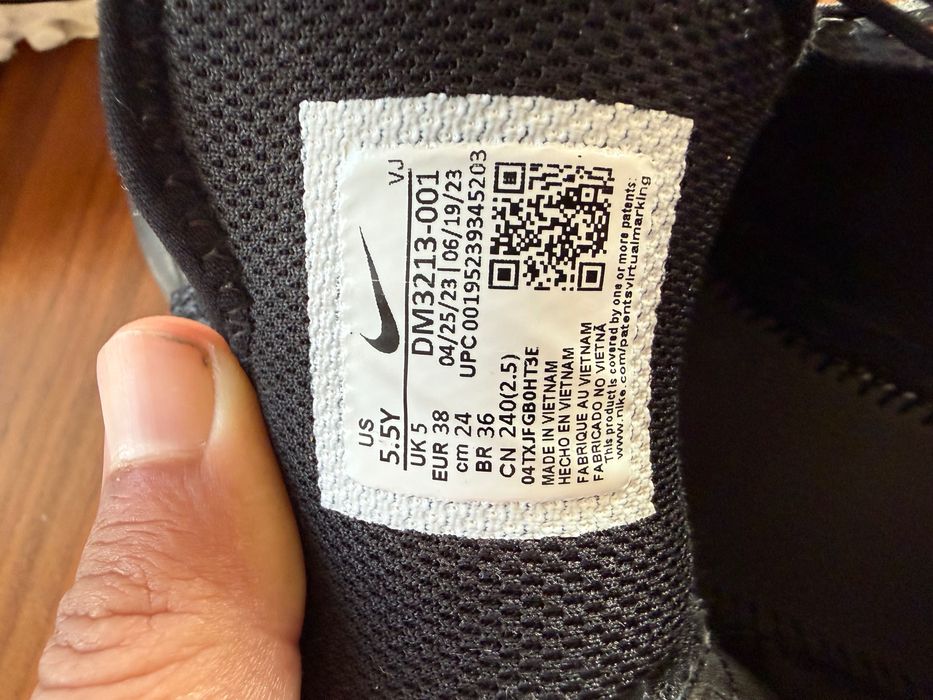 VJ
US
5.5Y
UK 5
DM3213-001
EUR 38
04/25/23 | 06/19/23
cm 24
UPC 00195239345203
BR 36
CN 240(2.5)
04TXJFGB0HT3E
MADE IN VIETNAM
HECHO EN VIETNAM
FABRIQUE AU VIETNAM
FABRICADO NO VIETNÃ
This product is covered by one or more patents:
www.nike.com/patentsvirtualmarking